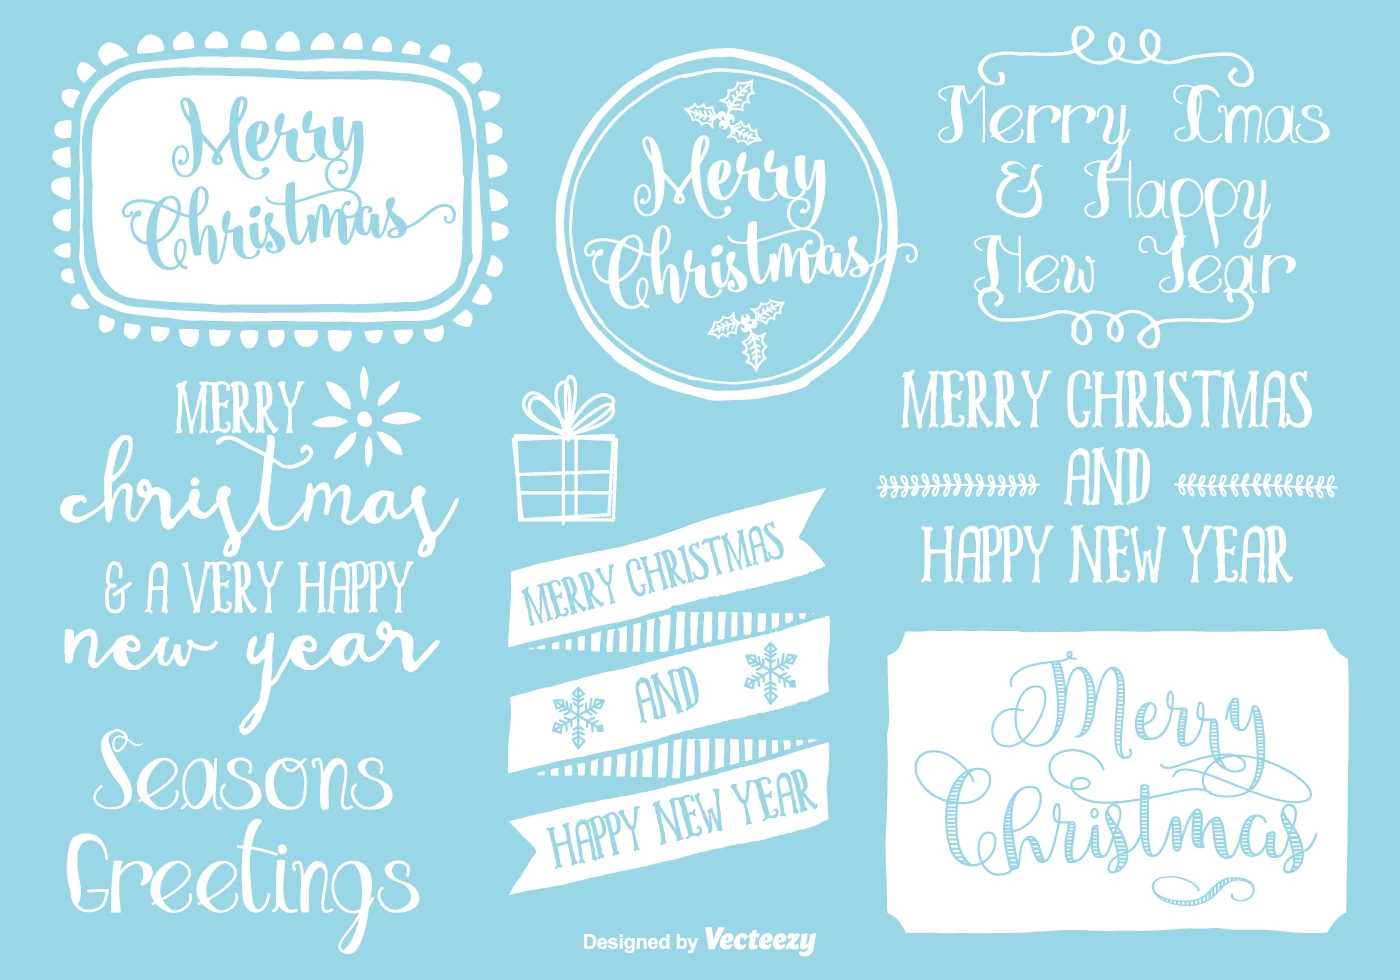 Merry
Christmas
Merry
Christmas
Merry Xmas
& Happy
New Year
MERRY
christmas
& A VERY HAPPY
new year
MERRY CHRISTMAS
AND
HAPPY NEW YEAR
MERRY CHRISTMAS
AND
HAPPY NEW YEAR
Seasons
Greetings
Merry
Christmas
Designed by Vecteezy